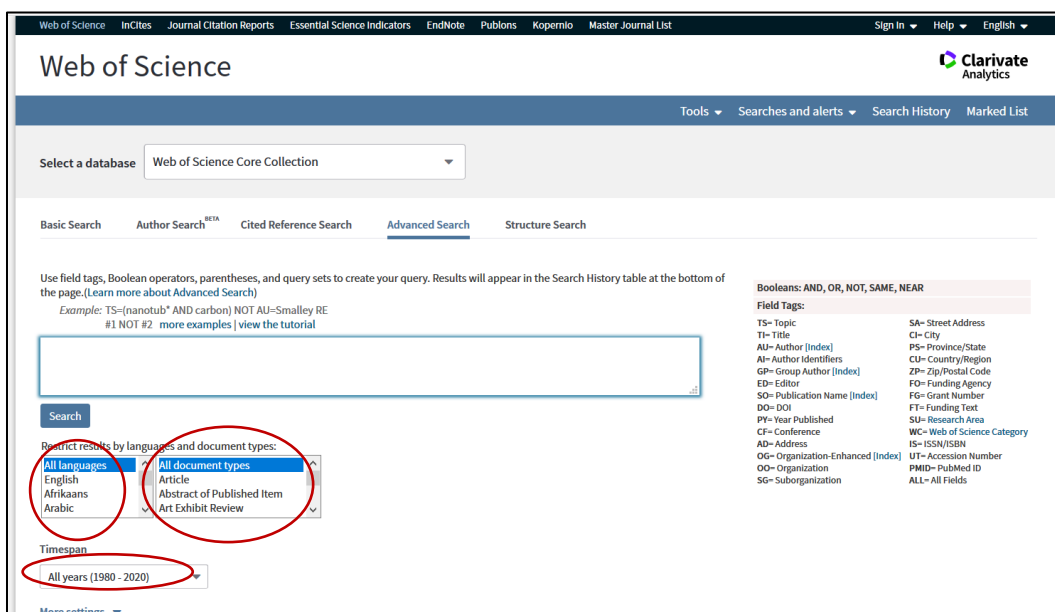 Web of Science InCites Journal Citation Reports Essential Science Indicators EndNote Publons Kopernio Master Journal List Sign In Help English
Web of Science
Clarivate
Analytics
Tools Searches and alerts Search History Marked List
Select a database Web of Science Core Collection
Basic Search Author Search BETA Cited Reference Search Advanced Search Structure Search
Use field tags, Boolean operators, parentheses, and query sets to create your query. Results will appear in the Search History table at the bottom of
the page.(Learn more about Advanced Search)
Example: TS=(nanotub* AND carbon) NOT AU=Smalley RE
#1 NOT #2 more examples | view the tutorial
Search
Restrict results by languages and document types:
All languages
English
Afrikaans
Arabic
All document types
Article
Abstract of Published Item
Art Exhibit Review
Timespan
All years (1980 - 2020)
More settings
Booleans: AND, OR, NOT, SAME, NEAR
Field Tags:
TS= Topic
TI= Title
AU= Author [Index]
AI= Author Identifiers
GP= Group Author [Index]
ED= Editor
SO= Publication Name [Index]
DO= DOI
PY= Year Published
CF= Conference
AD= Address
OG= Organization-Enhanced [Index]
OO= Organization
SG= Suborganization
SA= Street Address
CI= City
PS= Province/State
CU= Country/Region
ZP= Zip/Postal Code
FO= Funding Agency
FG= Grant Number
FT= Funding Text
SU= Research Area
WC= Web of Science Category
IS= ISSN/ISBN
UT= Accession Number
PMID= PubMed ID
ALL= All Fields